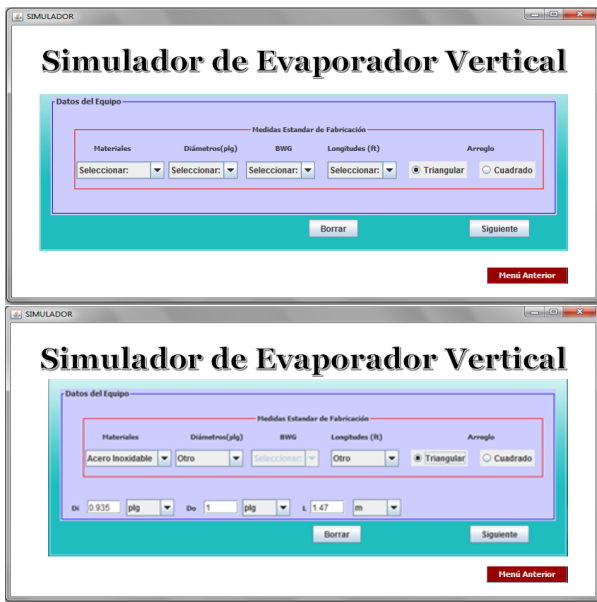 SIMULADOR
Simulador de Evaporador Vertical
Datos del Equipo
Medidas Estandar de Fabricación
Materiales Diámetros(plg) BWG Longitudes (ft) Arreglo
Seleccionar: Seleccionar: Seleccionar: Seleccionar: Triangular Cuadrado
Borrar Siguiente
Menú Anterior
SIMULADOR
Simulador de Evaporador Vertical
Datos del Equipo
Medidas Estandar de Fabricación
Materiales Diámetros(plg) BWG Longitudes (ft) Arreglo
Acero Inoxidable Otro Seleccionar: Otro Triangular Cuadrado
Di 0.935 plg Do 1 plg L 1.47 m
Borrar Siguiente
Menú Anterior